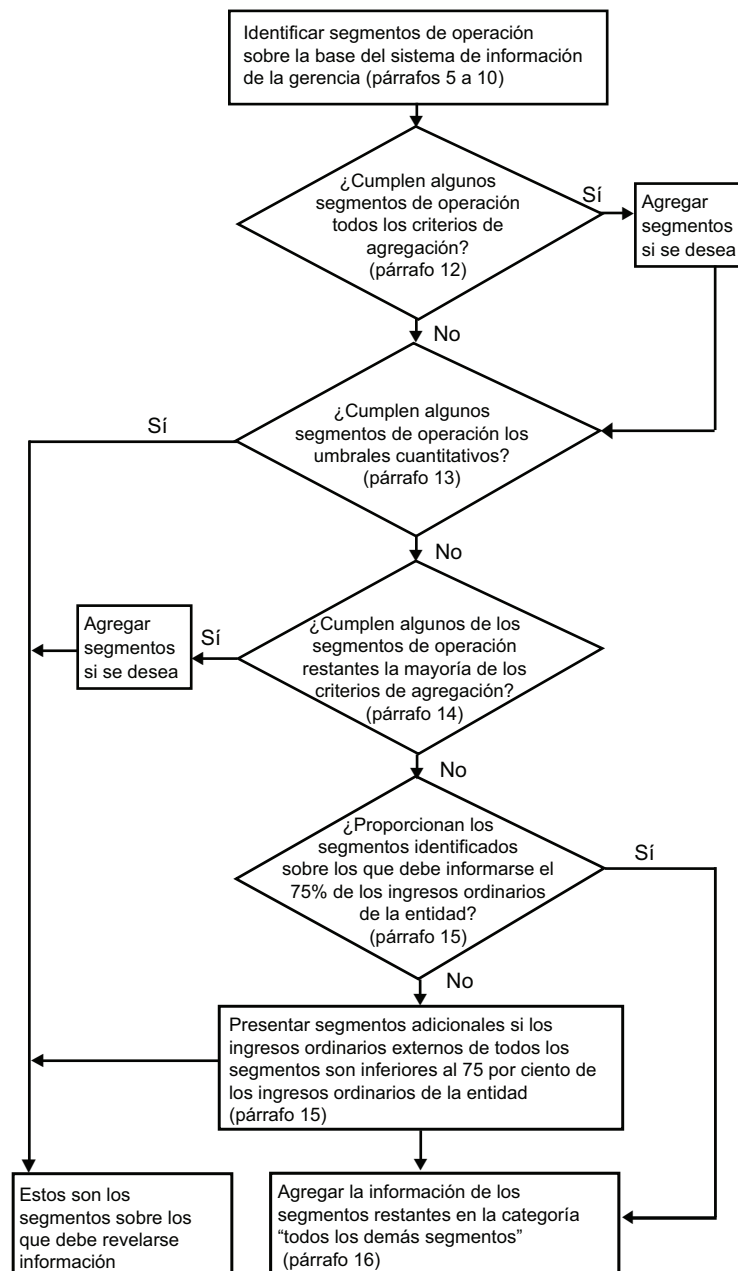 Identificar segmentos de operación
sobre la base del sistema de información
de la gerencia (párrafos 5 a 10)
¿Cumplen algunos
segmentos de operación
todos los criterios de
agregación?
(párrafo 12)
Sí
Agregar
segmentos
si se desea
No
¿Cumplen algunos
segmentos de operación los
umbrales cuantitativos?
(párrafo 13)
Sí
No
¿Cumplen algunos de los
segmentos de operación
restantes la mayoría de los
criterios de agregación?
(párrafo 14)
Sí
Agregar
segmentos
si se desea
No
¿Proporcionan los
segmentos identificados
sobre los que debe informarse el
75% de los ingresos ordinarios
de la entidad?
(párrafo 15)
Sí
No
Presentar segmentos adicionales si los
ingresos ordinarios externos de todos los
segmentos son inferiores al 75 por ciento de
los ingresos ordinarios de la entidad
(párrafo 15)
Estos son los
segmentos sobre los
que debe revelarse
información
Agregar la información de los
segmentos restantes en la categoría
“todos los demás segmentos”
(párrafo 16)